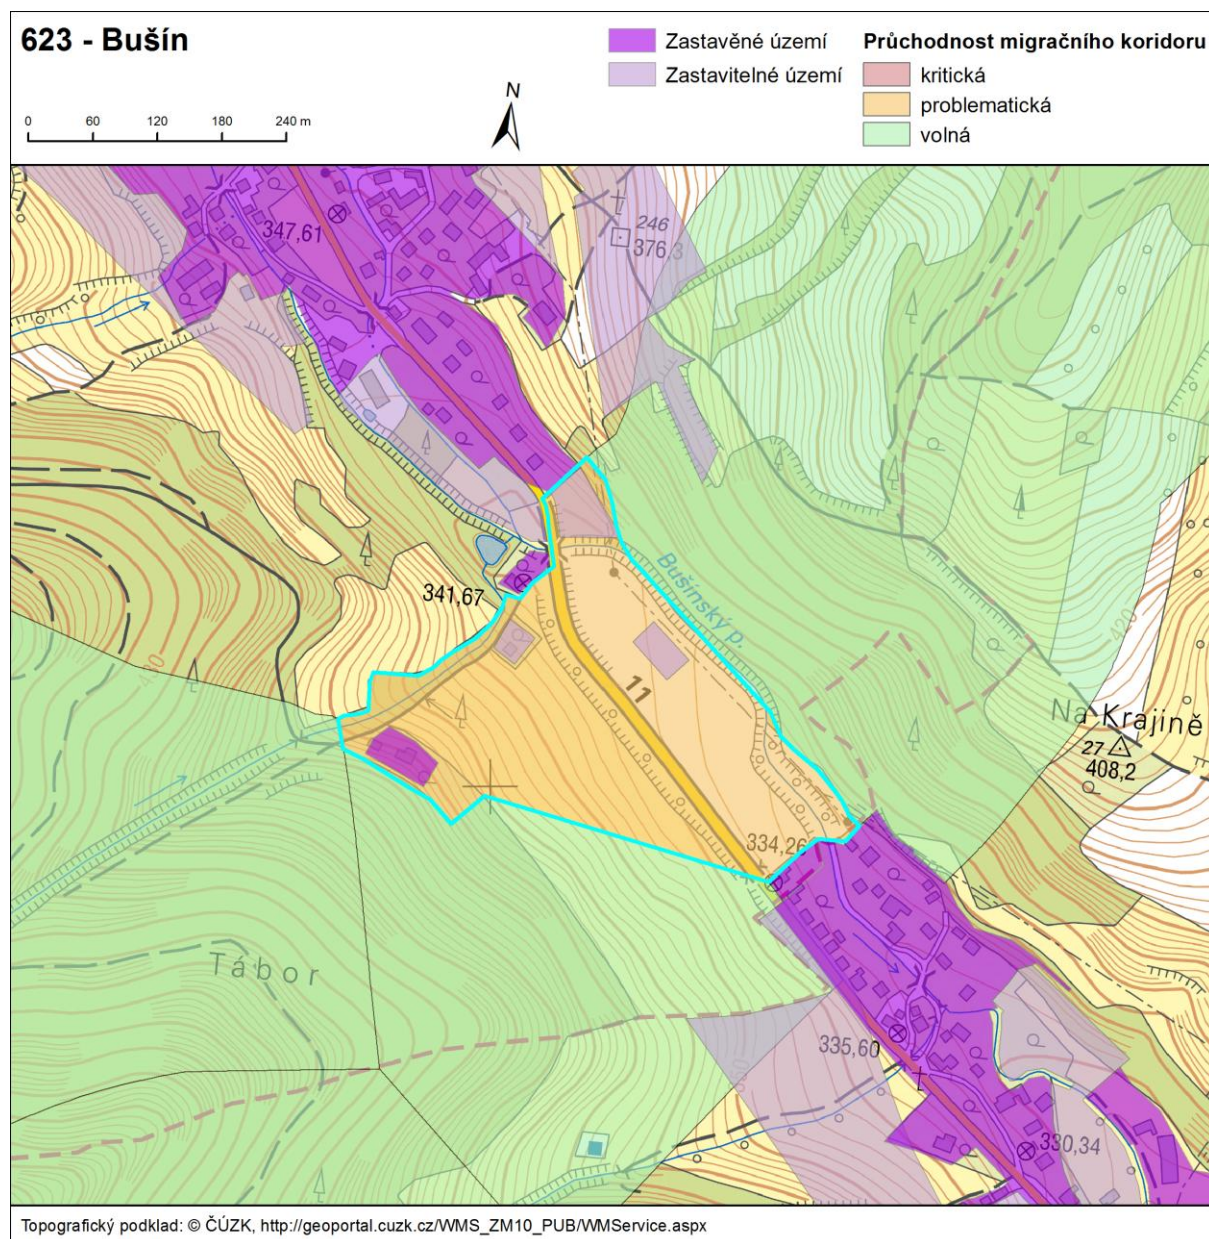 623 - Bušín
Zastavěné území
Zastavitelné území
Průchodnost migračního koridoru
kritická
problematická
volná
0 60 120 180 240 m
N
347,61
246
376,3
341,67
Bušínský p.
11
420
Na Krajině
27
408,2
334,26
Tábor
335,60
330,34
Topografický podklad: © ČÚZK, http://geoportal.cuzk.cz/WMS_ZM10_PUB/WMService.aspx